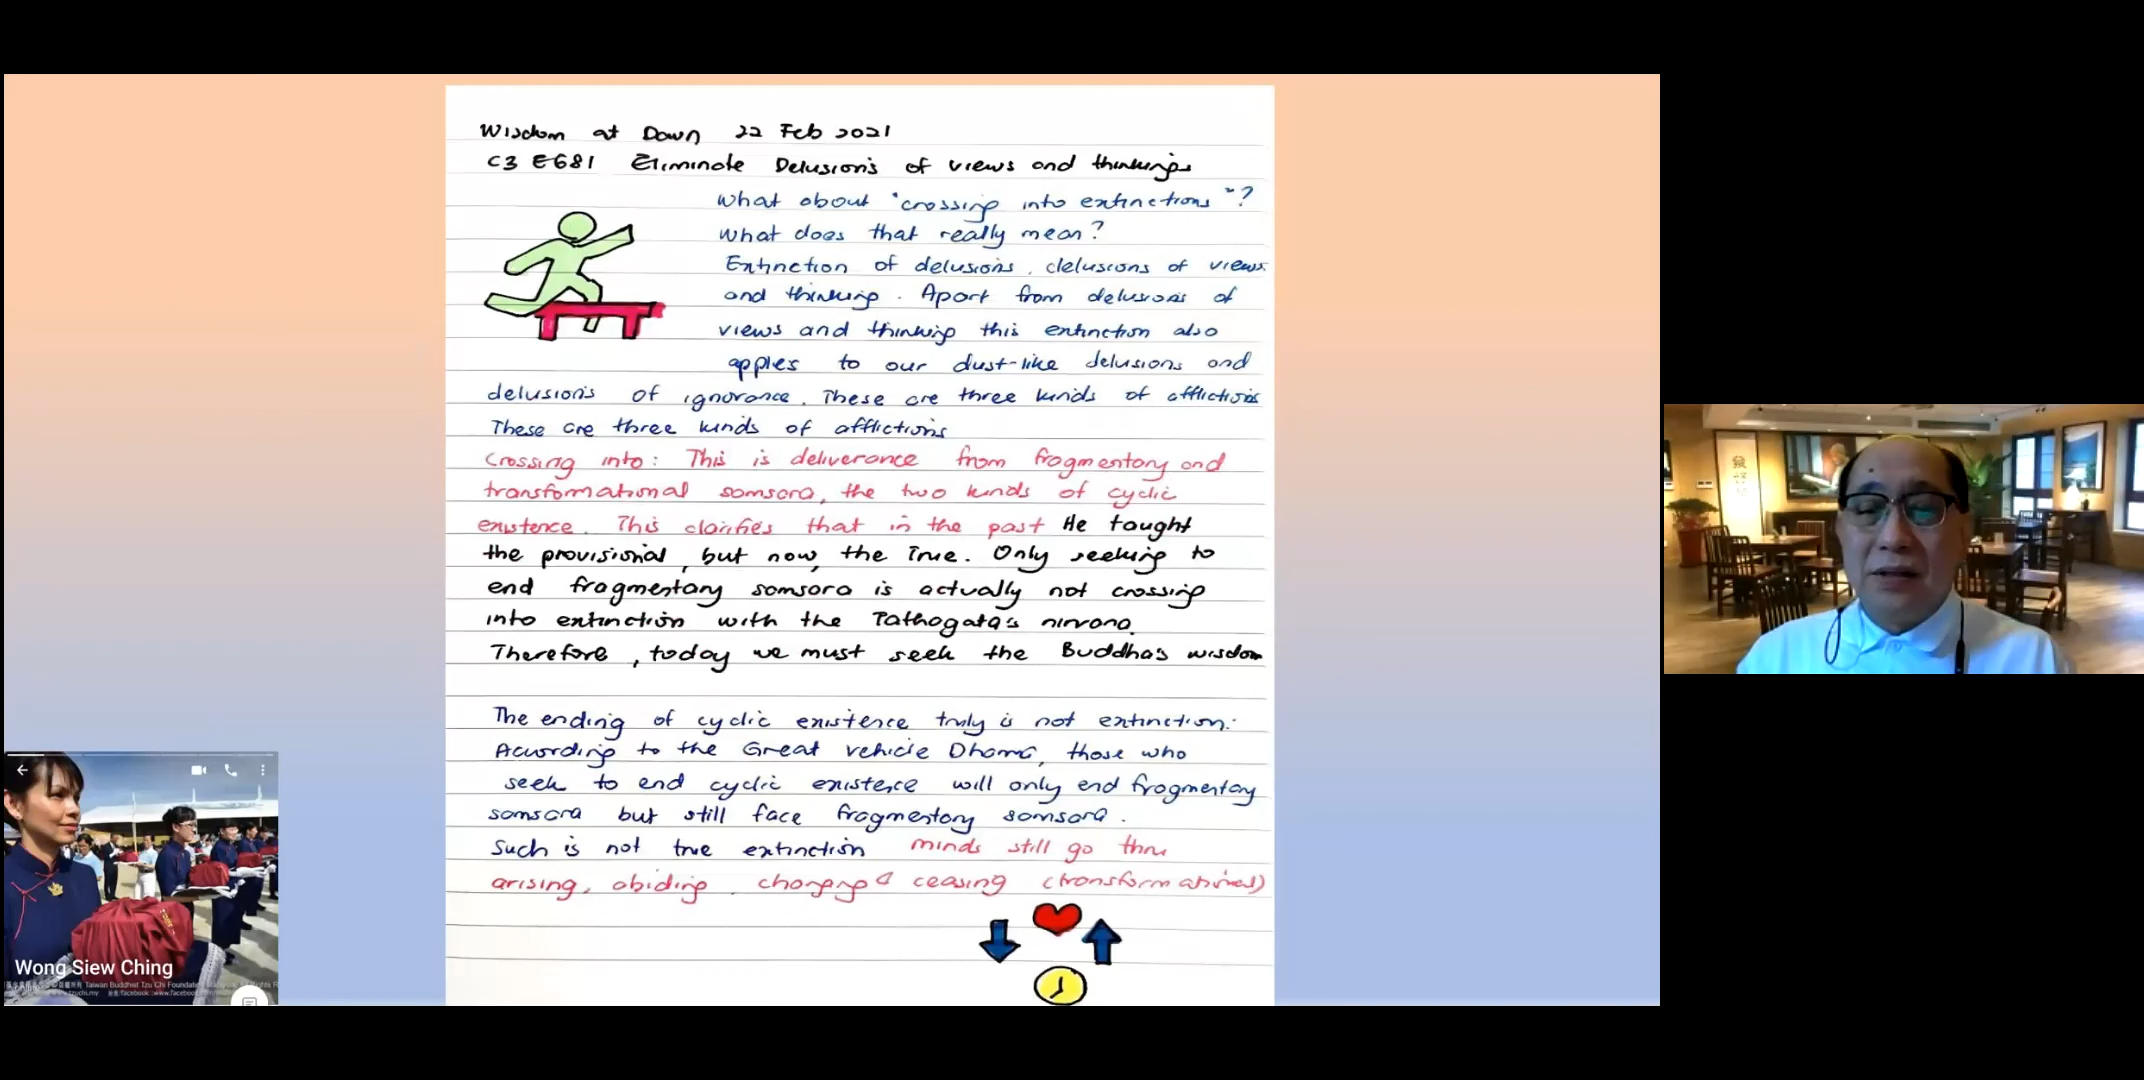 Wisdom at Dawn 22 Feb 2021
C3 E681 Eliminate Delusions of views and thinkings
What about "crossing into extinctions"?
What does that really mean?
Extinction of delusions, delusions of views
and thinking. Apart from delusions of
views and thinking this extinction also
apples to our dust-like delusions and
delusions of ignorance. These are three kinds of afflictions
These are three kinds of afflictions
Crossing into: This is deliverance from fragmentary and
transformational samsara, the two kinds of cyclic
existence. This clarifies that in the past He taught
the provisional, but now, the True. Only seeking to
end fragmentary samsara is actually not crossing
into extinction with the Tathagata's nirvana.
Therefore, today we must seek the Buddha's wisdom
The ending of cyclic existence truly is not extinction.
According to the Great vehicle Dharma, those who
seek to end cyclic existence will only end fragmentary
samsara but still face fragmentary samsara.
Such is not true extinction minds still go thru
arising, abiding, changing & ceasing (transformational)
Wong Siew Ching
Taiwan Buddhist Tzu Chi Foundation